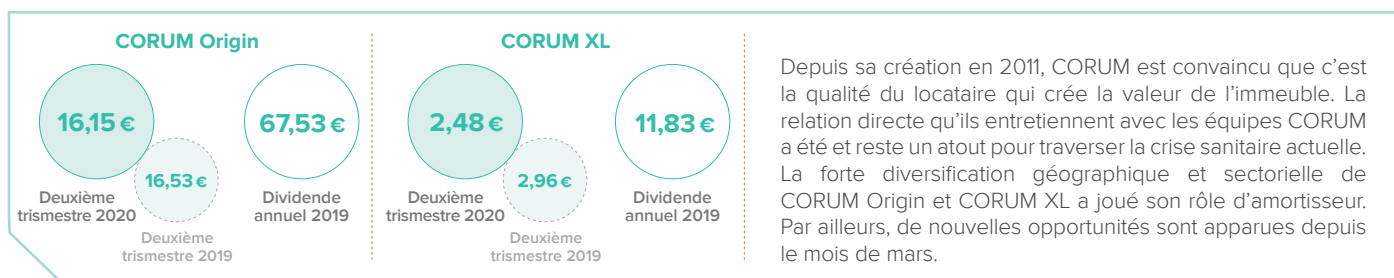 CORUM Origin
16,15 €
16,53 €
67,53 €
Deuxième
trismestre 2020
Deuxième
trismestre 2019
Dividende
annuel 2019
CORUM XL
2,48 €
2,96 €
11,83 €
Deuxième
trismestre 2020
Deuxième
trismestre 2019
Dividende
annuel 2019
Depuis sa création en 2011, CORUM est convaincu que c’est
la qualité du locataire qui crée la valeur de l’immeuble. La
relation directe qu’ils entretiennent avec les équipes CORUM
a été et reste un atout pour traverser la crise sanitaire actuelle.
La forte diversification géographique et sectorielle de
CORUM Origin et CORUM XL a joué son rôle d’amortisseur.
Par ailleurs, de nouvelles opportunités sont apparues depuis
le mois de mars.